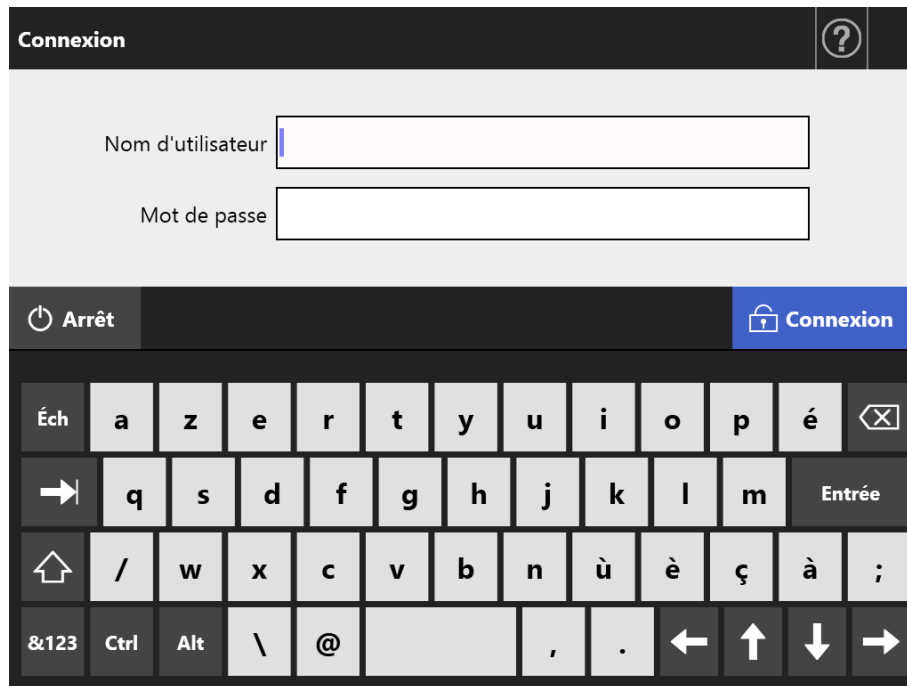 Connexion ?
Nom d'utilisateur
Mot de passe
Arrêt Connexion
Éch a z e r t y u i o p é
q s d f g h j k l m Entrée
/ w x c v b n ù è ç à ;
&123 Ctrl Alt \ @ , .